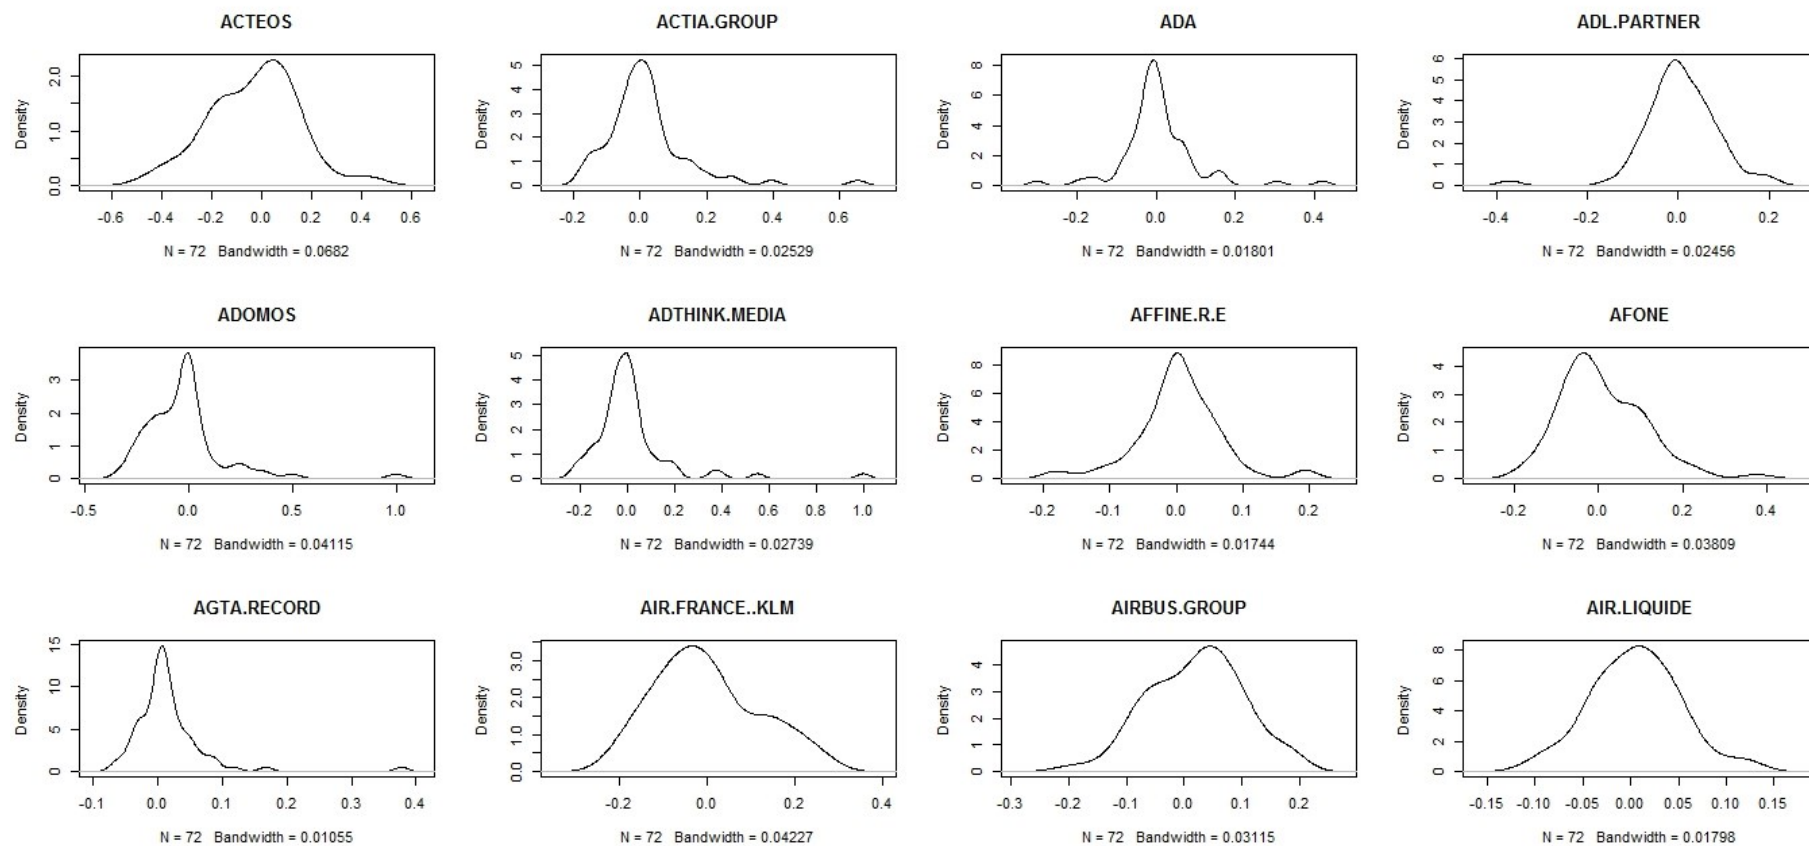 ACTEOS
Density
0.0 1.0 2.0
-0.6 -0.4 -0.2 0.0 0.2 0.4 0.6
N = 72 Bandwidth = 0.0682
ACTIA.GROUP
Density
0 1 2 3 4 5
-0.2 0.0 0.2 0.4 0.6
N = 72 Bandwidth = 0.02529
ADA
Density
0 2 4 6 8
-0.2 0.0 0.2 0.4
N = 72 Bandwidth = 0.01801
ADL.PARTNER
Density
0 1 2 3 4 5 6
-0.4 -0.2 0.0 0.2
N = 72 Bandwidth = 0.02456
ADOMOS
Density
0 1 2 3
-0.5 0.0 0.5 1.0
N = 72 Bandwidth = 0.04115
ADTHINK.MEDIA
Density
0 1 2 3 4 5
-0.2 0.0 0.2 0.4 0.6 0.8 1.0
N = 72 Bandwidth = 0.02739
AFFINE.R.E
Density
0 2 4 6 8
-0.2 -0.1 0.0 0.1 0.2
N = 72 Bandwidth = 0.01744
AFONE
Density
0 1 2 3 4
-0.2 0.0 0.2 0.4
N = 72 Bandwidth = 0.03809
AGTA.RECORD
Density
0 5 10 15
-0.1 0.0 0.1 0.2 0.3 0.4
N = 72 Bandwidth = 0.01055
AIR.FRANCE..KLM
Density
0.0 1.0 2.0 3.0
-0.2 0.0 0.2 0.4
N = 72 Bandwidth = 0.04227
AIRBUS.GROUP
Density
0 1 2 3 4
-0.3 -0.1 0.0 0.1 0.2
N = 72 Bandwidth = 0.03115
AIR.LIQUIDE
Density
0 2 4 6 8
-0.15 -0.10 -0.05 0.00 0.05 0.10 0.15
N = 72 Bandwidth = 0.01798